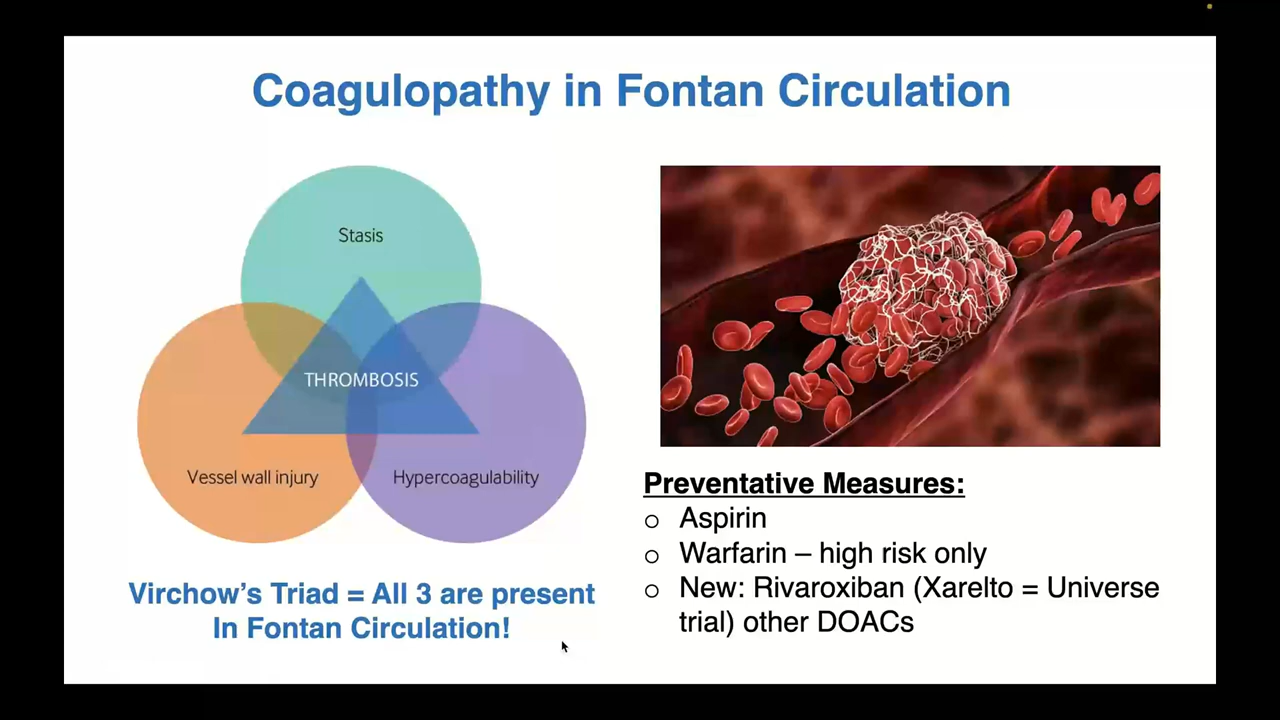 Coagulopathy in Fontan Circulation
Stasis
THROMBOSIS
Vessel wall injury
Hypercoagulability
Virchow's Triad = All 3 are present
In Fontan Circulation!
Preventative Measures:
o Aspirin
o Warfarin – high risk only
o New: Rivaroxiban (Xarelto = Universe
trial) other DOACs